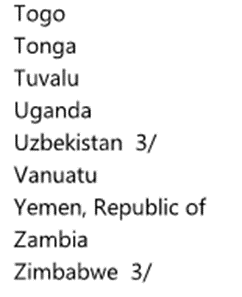 Togo
Tonga
Tuvalu
Uganda
Uzbekistan 3/
Vanuatu
Yemen, Republic of
Zambia
Zimbabwe 3/